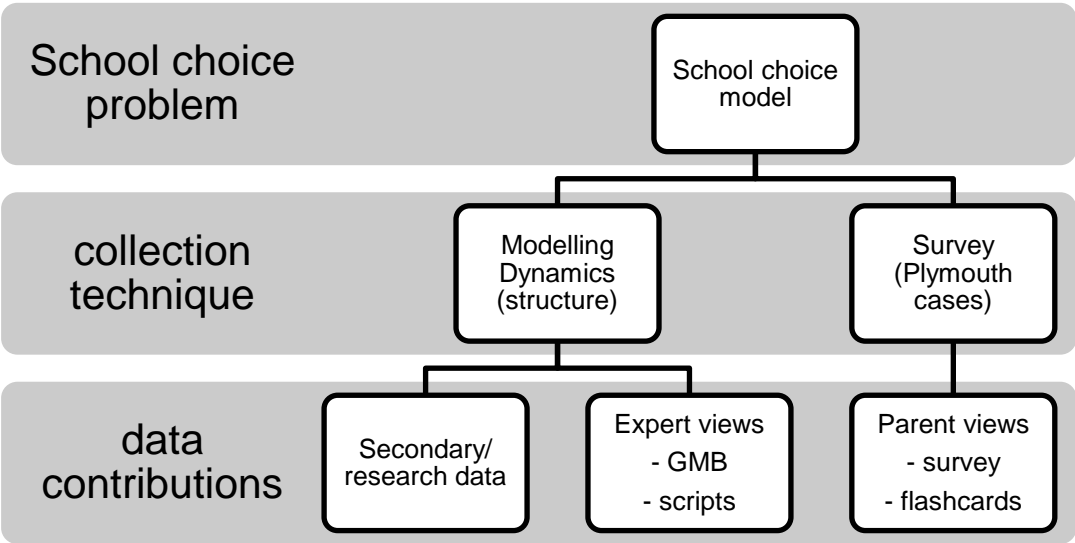 School choice
problem
School choice
model
collection
technique
Modelling
Dynamics
(structure)
Survey
(Plymouth
cases)
data
contributions
Secondary/
research data
Expert views
- GMB
- scripts
Parent views
- survey
- flashcards